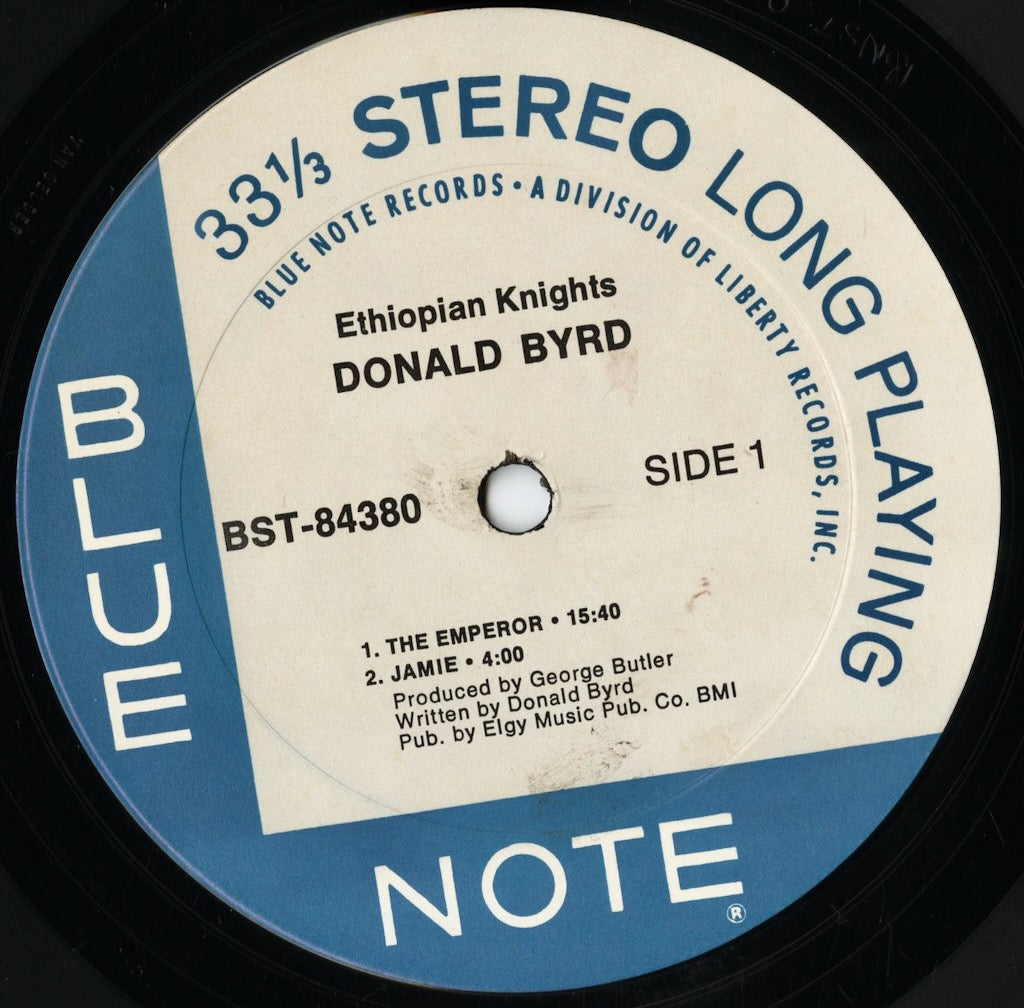 33⅓ STEREO LONG PLAYING
BLUE NOTE RECORDS • A DIVISION OF LIBERTY RECORDS, INC.
Ethiopian Knights
DONALD BYRD
BST-84380
SIDE 1
1. THE EMPEROR • 15:40
2. JAMIE • 4:00
Produced by George Butler
Written by Donald Byrd
Pub. by Elgy Music Pub. Co. BMI
BLUE
NOTE®
VAN GELDER